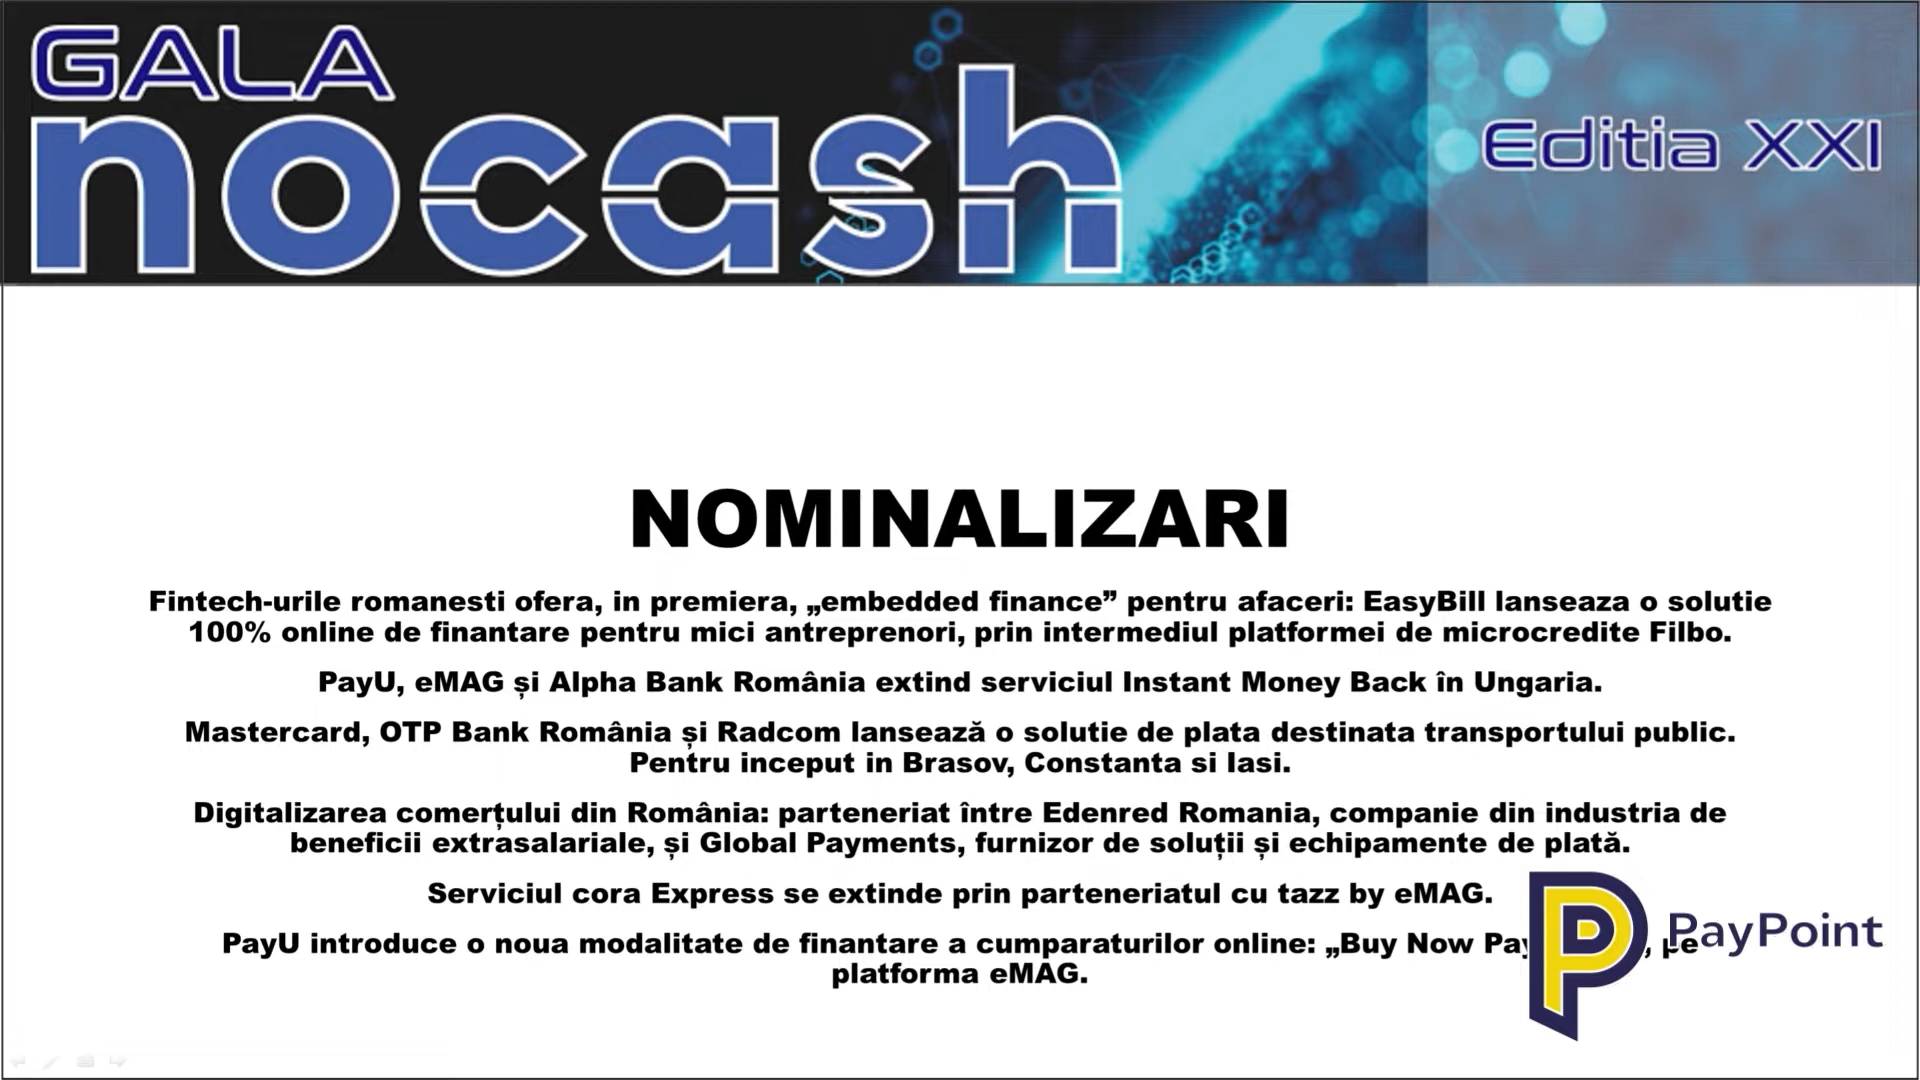 GALA
nocash
Editia XXI
NOMINALIZARI
Fintech-urile romanesti ofera, in premiera, „embedded finance” pentru afaceri: EasyBill lanseaza o solutie
100% online de finantare pentru mici antreprenori, prin intermediul platformei de microcredite Filbo.
PayU, eMAG și Alpha Bank România extind serviciul Instant Money Back în Ungaria.
Mastercard, OTP Bank România și Radcom lansează o solutie de plata destinata transportului public.
Pentru inceput in Brasov, Constanta si Iasi.
Digitalizarea comerțului din România: parteneriat între Edenred Romania, companie din industria de
beneficii extrasalariale, și Global Payments, furnizor de soluții și echipamente de plată.
Serviciul cora Express se extinde prin parteneriatul cu tazz by eMAG.
PayU introduce o noua modalitate de finantare a cumparaturilor online: „Buy Now Pay , pe
platforma eMAG.
PayPoint